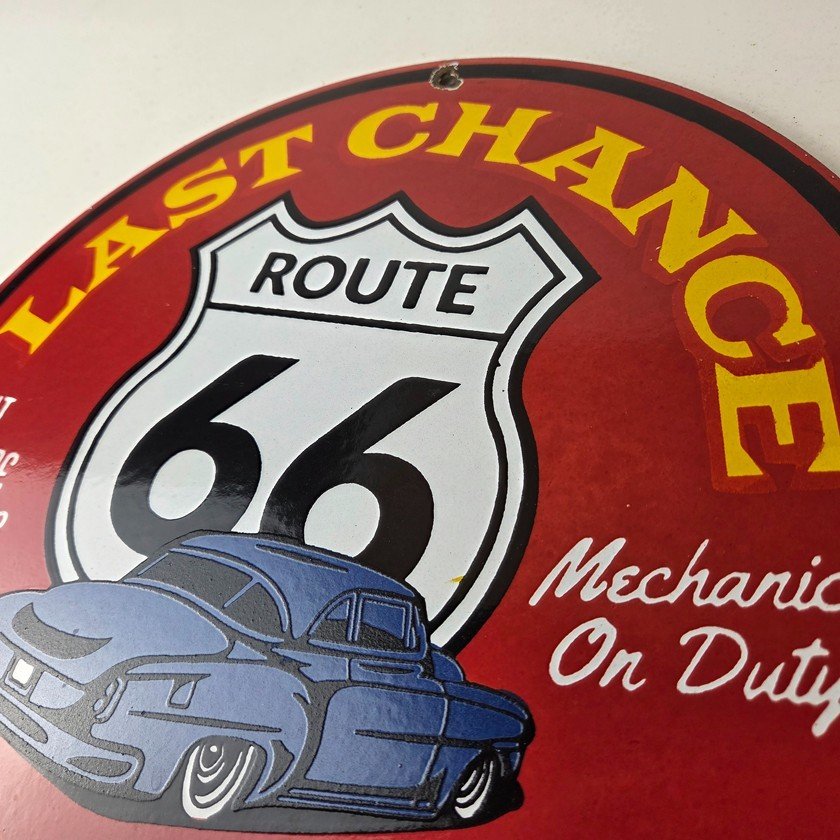 LAST CHANCE
ROUTE
66
Mechanic
On Duty